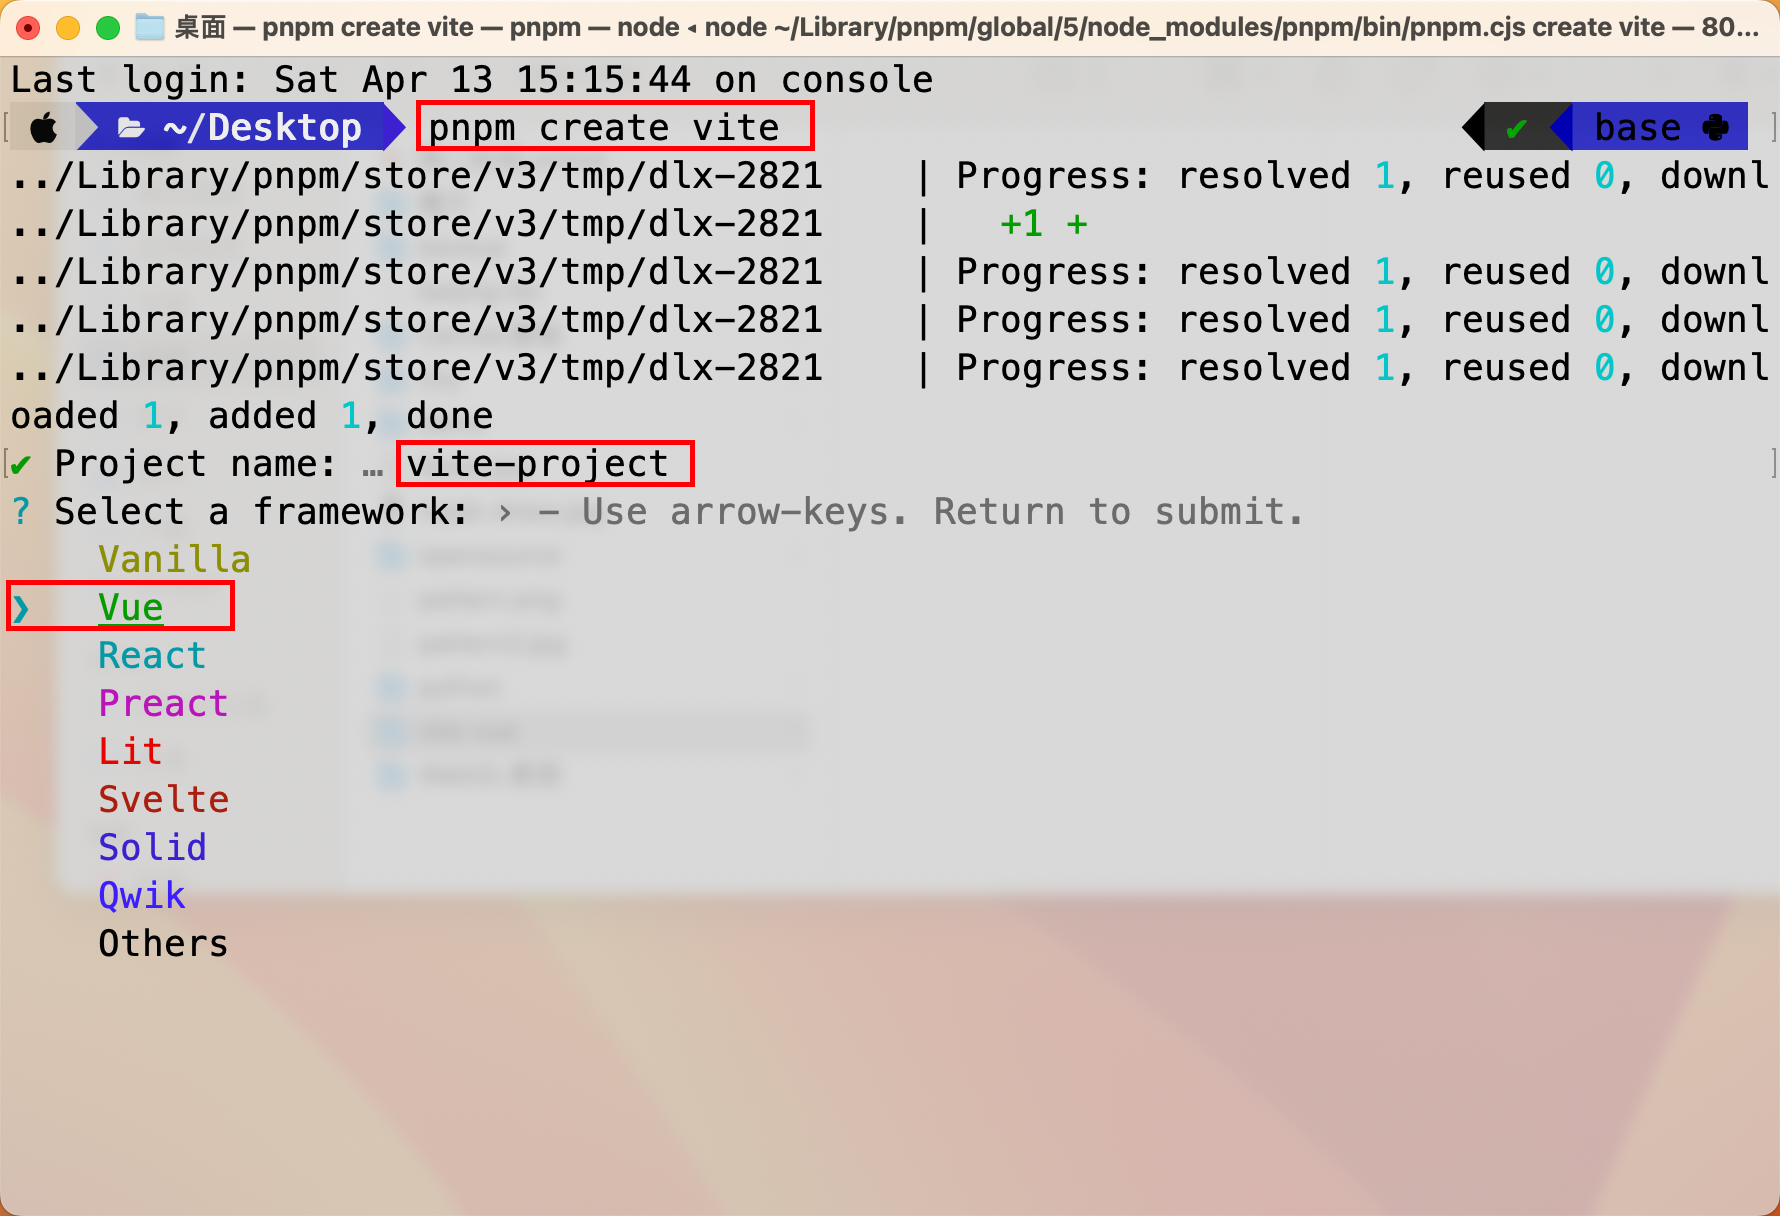 桌面 — pnpm create vite — pnpm — node ◂ node ~/Library/pnpm/global/5/node_modules/pnpm/bin/pnpm.cjs create vite — 80...
Last login: Sat Apr 13 15:15:44 on console
~/Desktop pnpm create vite ✔ base
../Library/pnpm/store/v3/tmp/dlx-2821 | Progress: resolved 1, reused 0, downl
../Library/pnpm/store/v3/tmp/dlx-2821 | +1 +
../Library/pnpm/store/v3/tmp/dlx-2821 | Progress: resolved 1, reused 0, downl
../Library/pnpm/store/v3/tmp/dlx-2821 | Progress: resolved 1, reused 0, downl
../Library/pnpm/store/v3/tmp/dlx-2821 | Progress: resolved 1, reused 0, downl
oaded 1, added 1, done
✔ Project name: … vite-project
? Select a framework: › - Use arrow-keys. Return to submit.
Vanilla
❯ Vue
React
Preact
Lit
Svelte
Solid
Qwik
Others